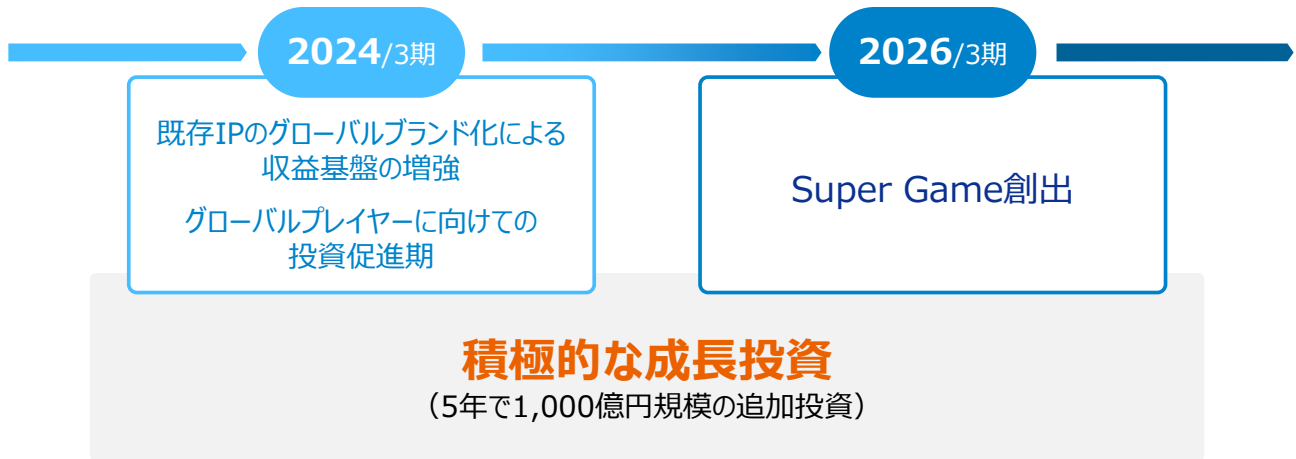 2024/3期
2026/3期
既存IPのグローバルブランド化による
収益基盤の増強
グローバルプレイヤーに向けての
投資促進期
Super Game創出
積極的な成長投資
（5年で1,000億円規模の追加投資）